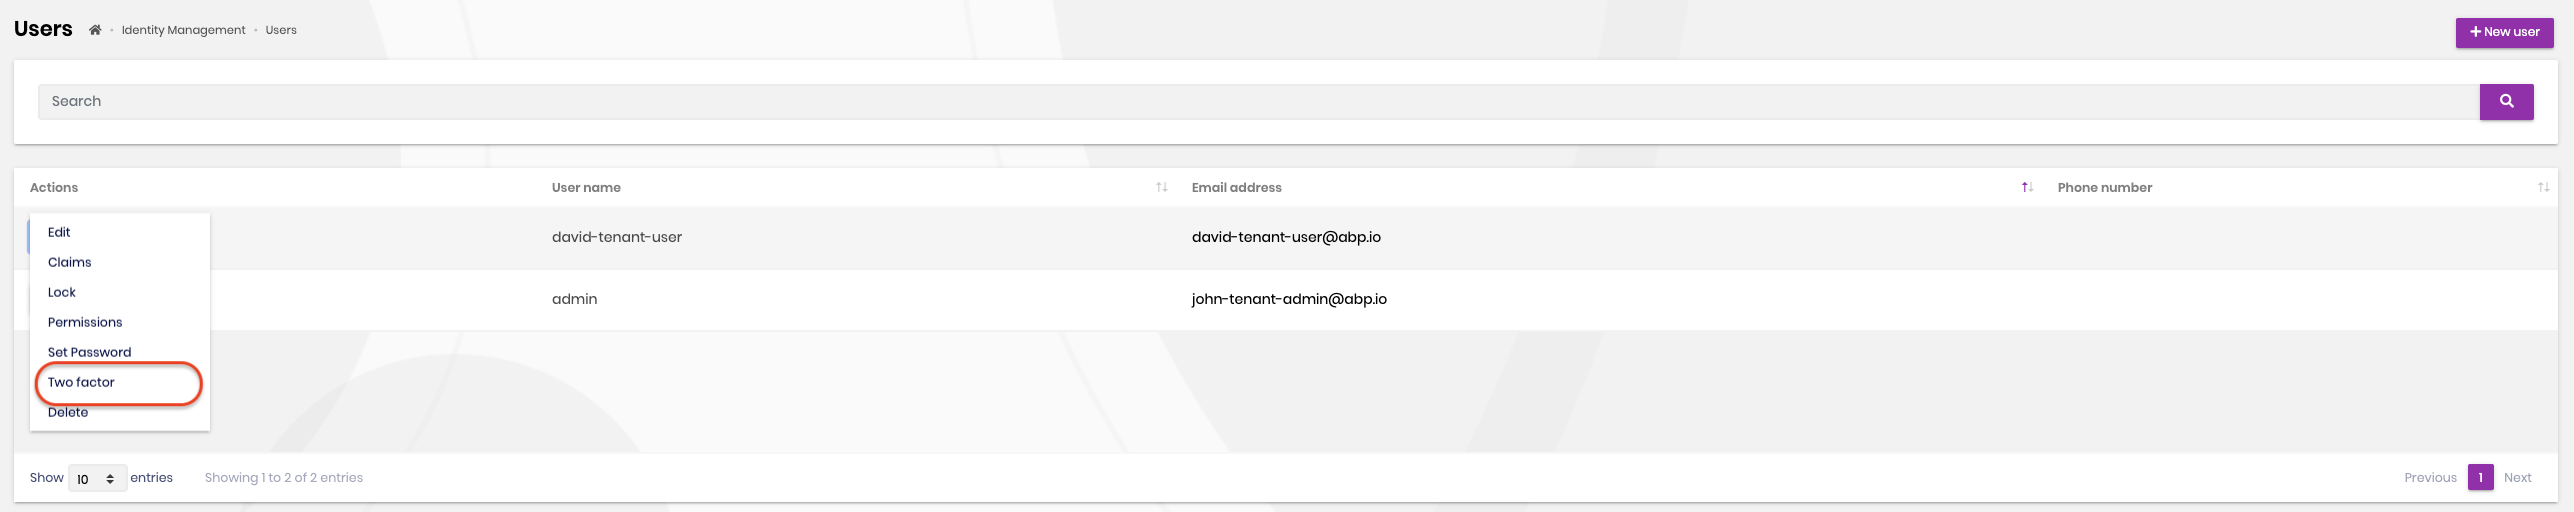 Users Identity Management Users
New user
Search
Actions User name Email address Phone number
Edit
david-tenant-user david-tenant-user@abp.io
Claims
Lock
admin john-tenant-admin@abp.io
Permissions
Set Password
Two factor
Delete
Show 10 entries Showing 1 to 2 of 2 entries Previous 1 Next